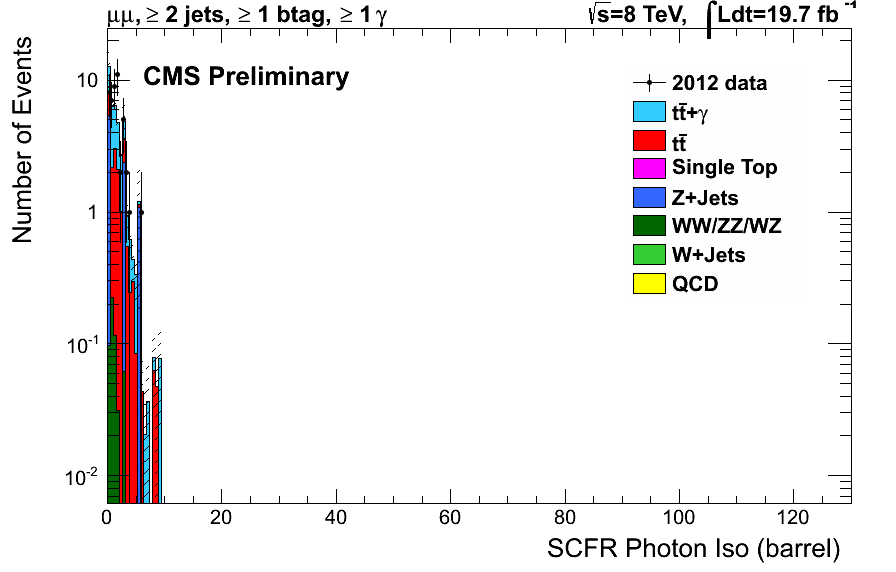 μμ, ≥ 2 jets, ≥ 1 btag, ≥ 1 γ
√s=8 TeV, ∫Ldt=19.7 fb⁻¹
CMS Preliminary
2012 data
tt̄+γ
tt̄
Single Top
Z+Jets
WW/ZZ/WZ
W+Jets
QCD
Number of Events
10
1
10⁻¹
10⁻²
0 20 40 60 80 100 120
SCFR Photon Iso (barrel)